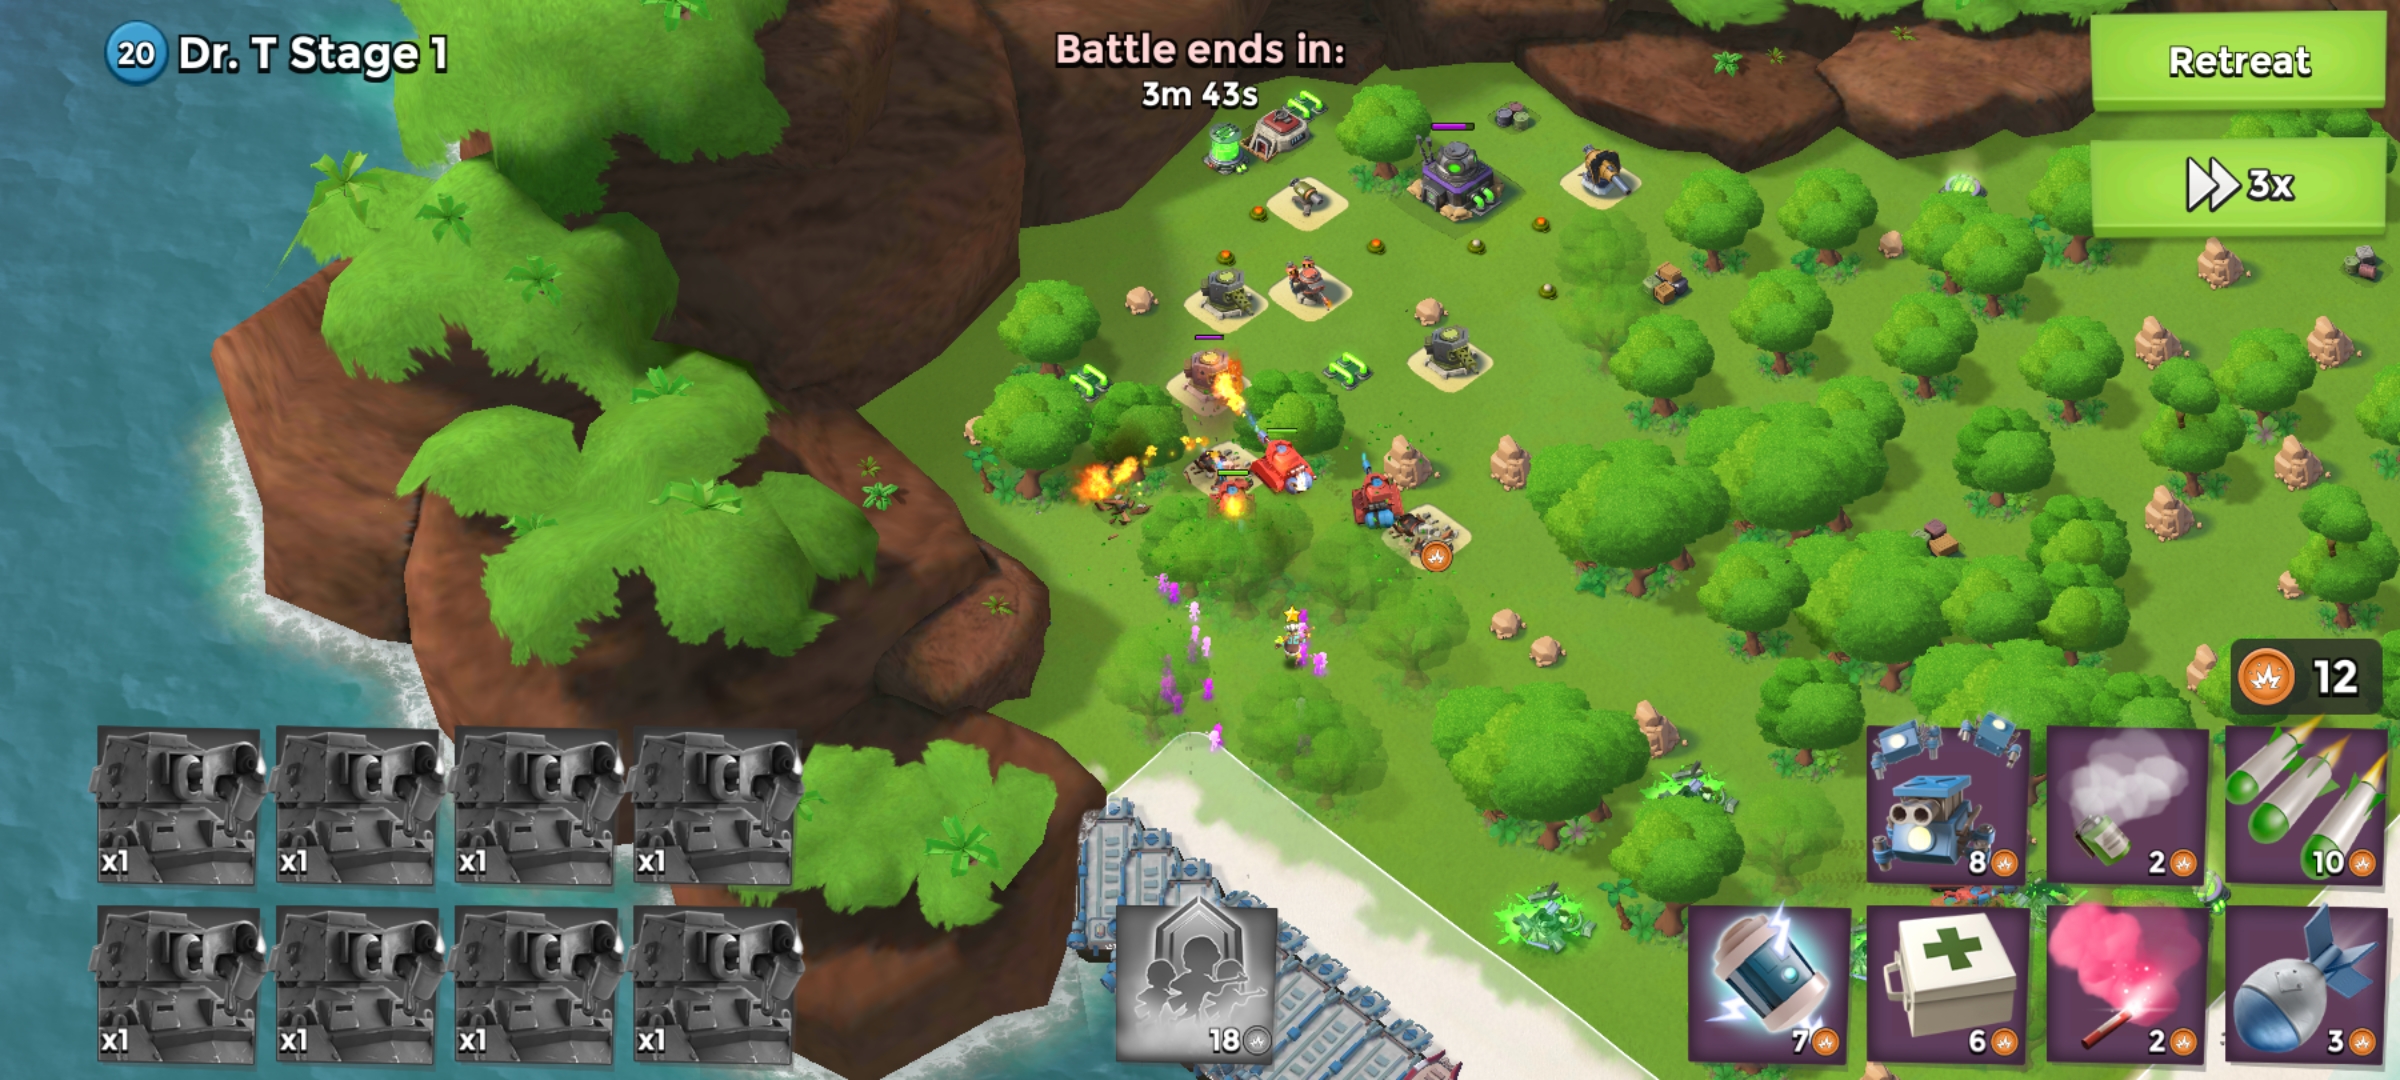 20 Dr. T Stage 1
Battle ends in:
3m 43s
Retreat
3x
12
8 2 10
x1 x1 x1 x1
7 6 2 3
x1 x1 x1 x1
18